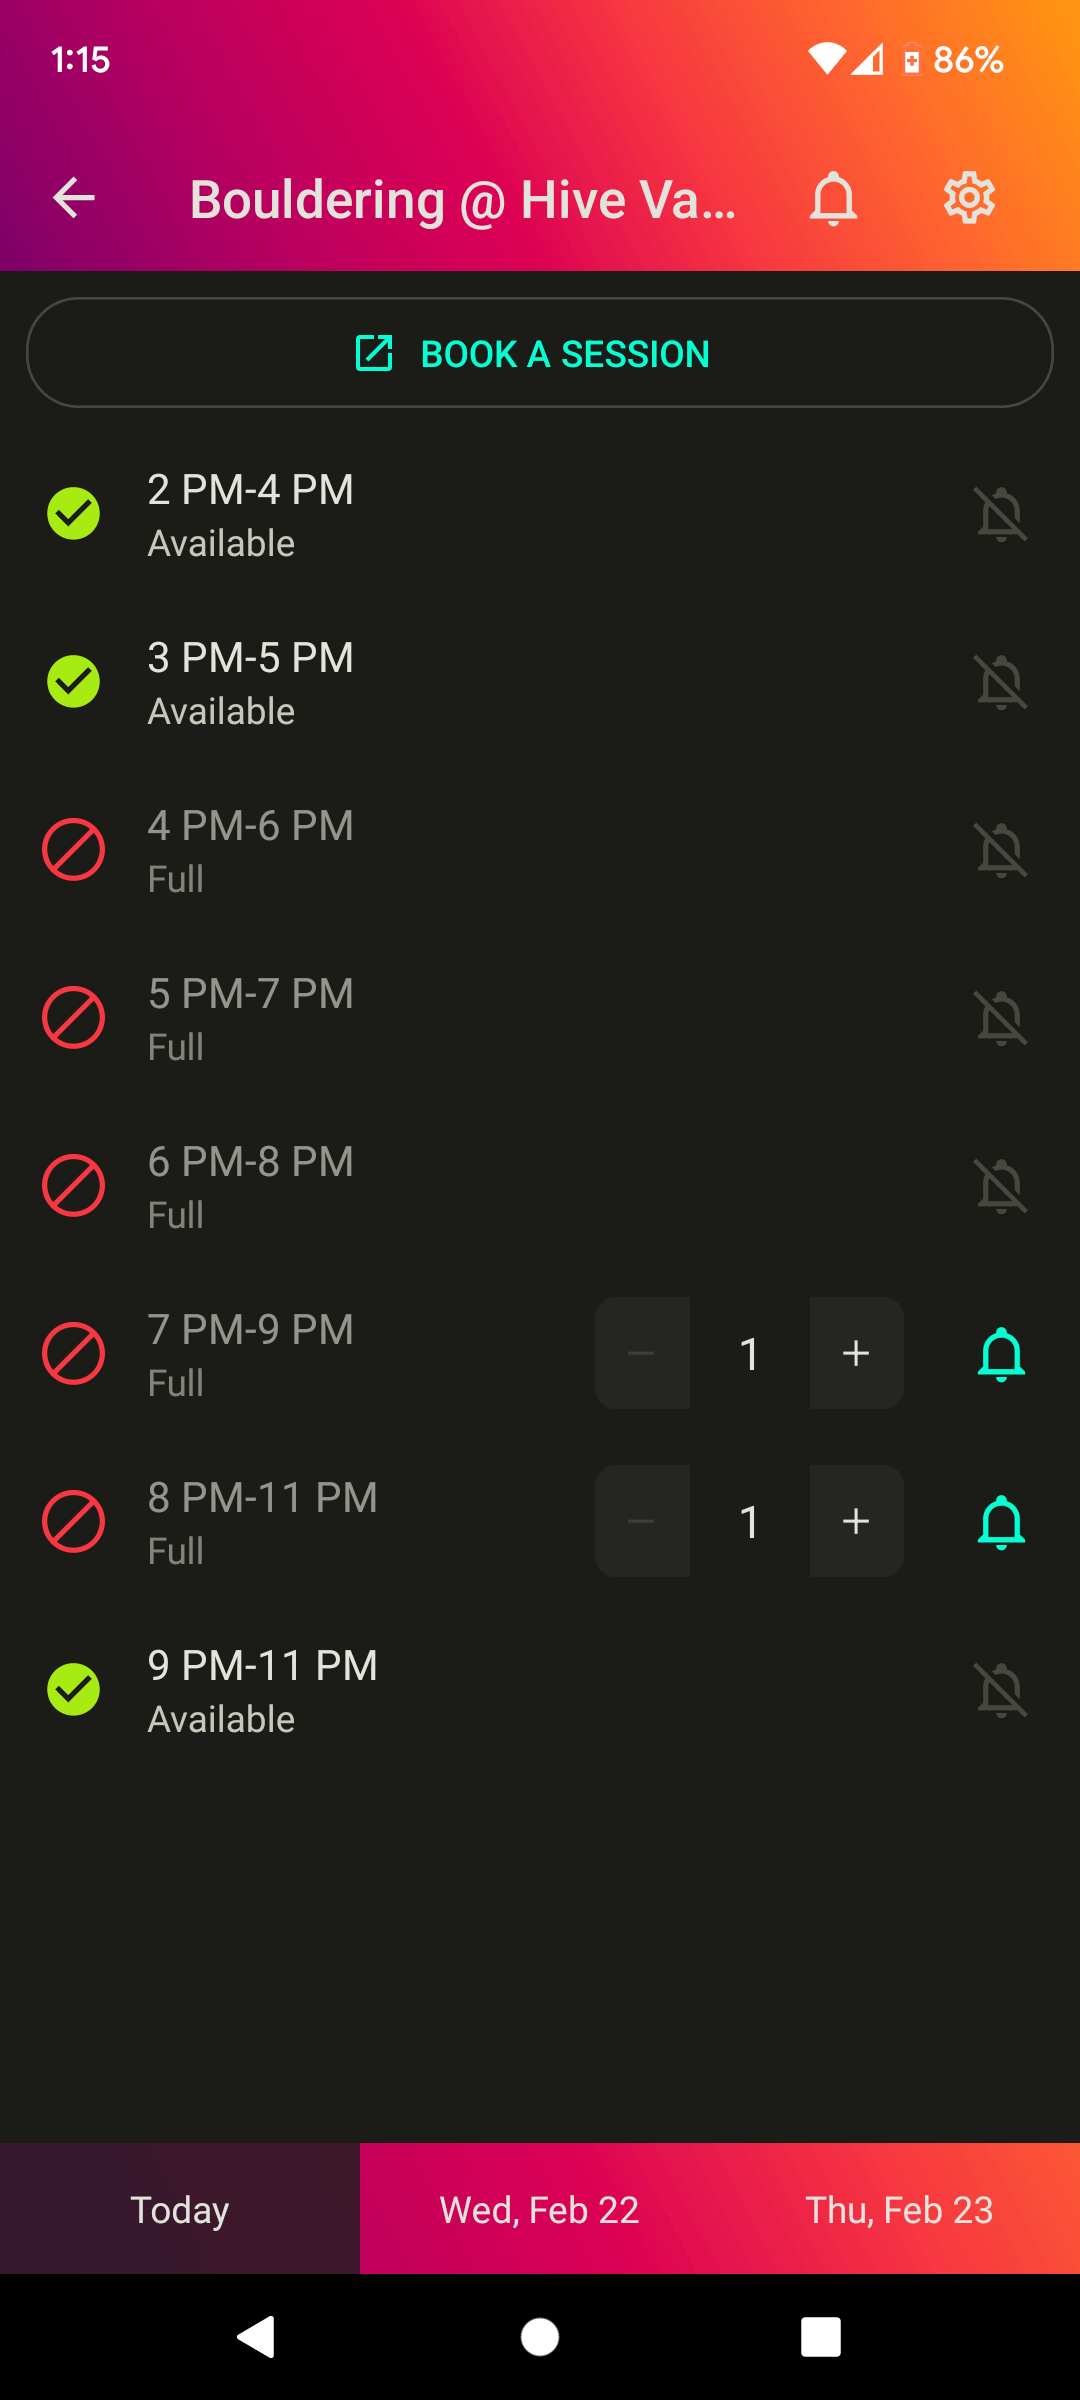 1:15
86%
Bouldering @ Hive Va...
BOOK A SESSION
2 PM-4 PM
Available
3 PM-5 PM
Available
4 PM-6 PM
Full
5 PM-7 PM
Full
6 PM-8 PM
Full
7 PM-9 PM
Full
− 1 +
8 PM-11 PM
Full
− 1 +
9 PM-11 PM
Available
Today
Wed, Feb 22
Thu, Feb 23